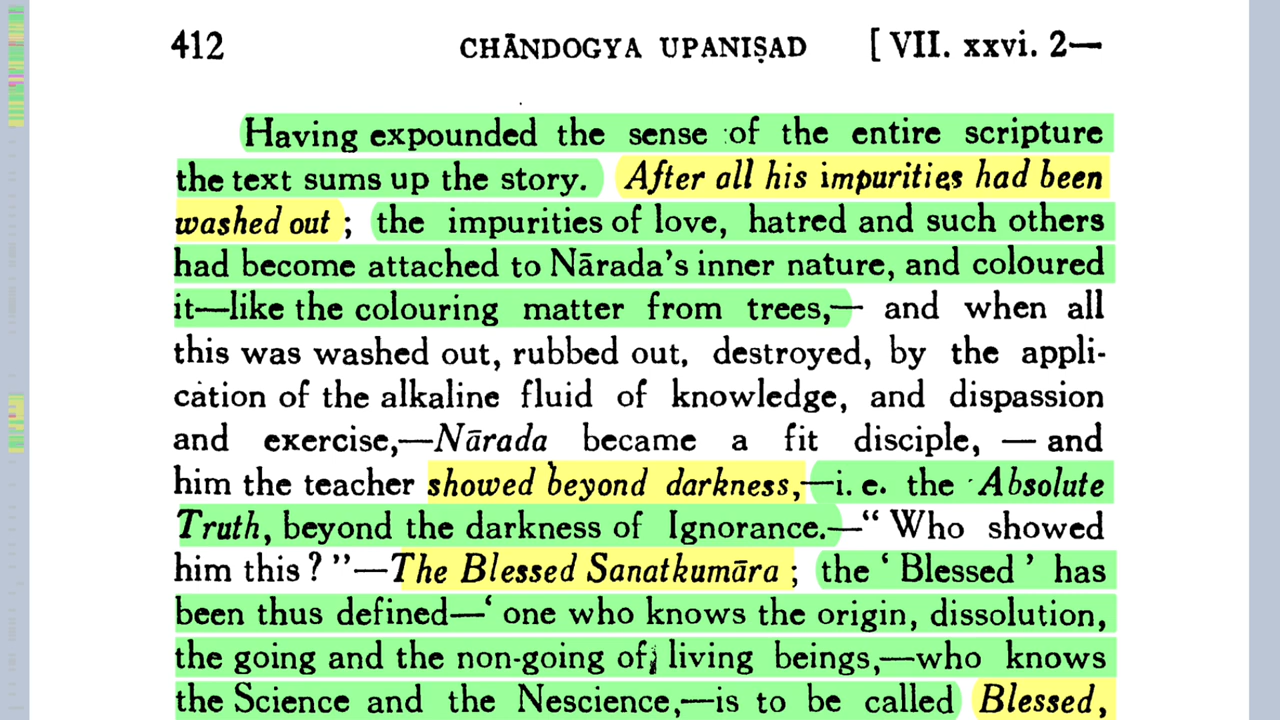 412 CHĀNDOGYA UPANIṢAD [ VII. xxvi. 2—
Having expounded the sense of the entire scripture
the text sums up the story. After all his impurities had been
washed out ; the impurities of love, hatred and such others
had become attached to Nārada's inner nature, and coloured
it—like the colouring matter from trees,— and when all
this was washed out, rubbed out, destroyed, by the appli-
cation of the alkaline fluid of knowledge, and dispassion
and exercise,—Nārada became a fit disciple, — and
him the teacher showed beyond darkness,—i. e. the Absolute
Truth, beyond the darkness of Ignorance.—“ Who showed
him this ? ”—The Blessed Sanatkumāra ; the ‘ Blessed ’ has
been thus defined—‘ one who knows the origin, dissolution,
the going and the non-going of living beings,—who knows
the Science and the Nescience,—is to be called Blessed,